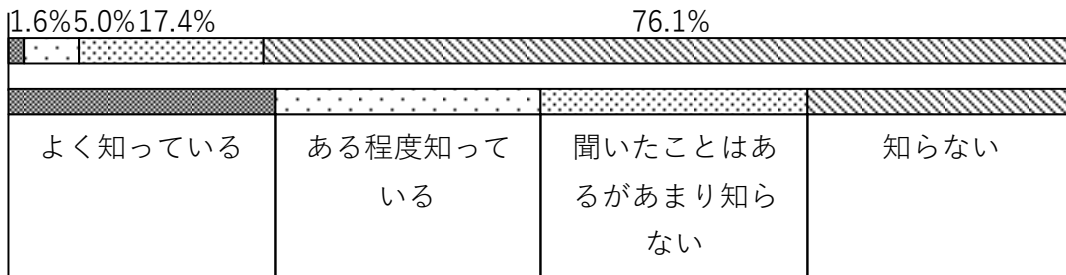 1.6%5.0%17.4% 76.1%
よく知っている ある程度知って 聞いたことはあ 知らない
いる るがあまり知ら
ない